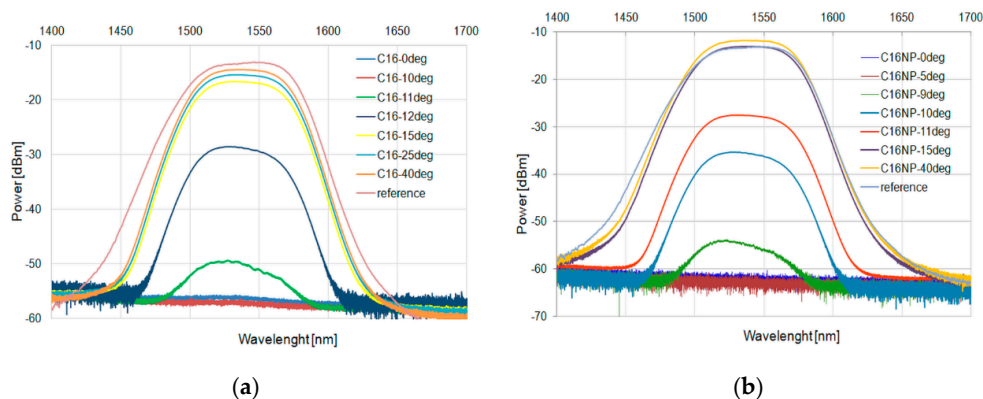 1400 1450 1500 1550 1600 1650 1700
-10
-20
-30
-40
-50
-60
Power [dBm]
C16-0deg
C16-10deg
C16-11deg
C16-12deg
C16-15deg
C16-25deg
C16-40deg
reference
Wavelenght [nm]
(a)
1400 1450 1500 1550 1600 1650 1700
-10
-20
-30
-40
-50
-60
-70
Power [dBm]
C16NP-0deg
C16NP-5deg
C16NP-9deg
C16NP-10deg
C16NP-11deg
C16NP-15deg
C16NP-40deg
reference
Wavelenght [nm]
(b)